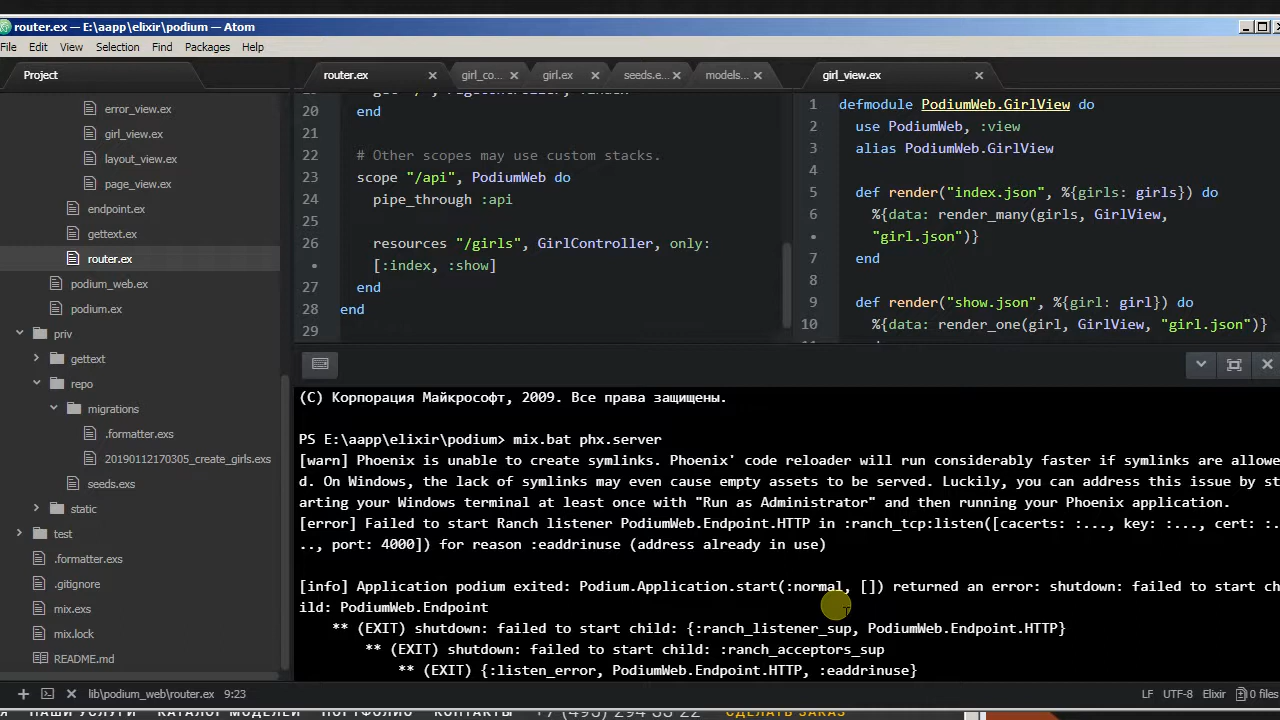 router.ex — E:\aapp\elixir\podium — Atom
File Edit View Selection Find Packages Help
Project
router.ex
girl_co...
girl.ex
seeds.e...
models...
girl_view.ex
error_view.ex
girl_view.ex
layout_view.ex
page_view.ex
endpoint.ex
gettext.ex
router.ex
podium_web.ex
podium.ex
priv
gettext
repo
migrations
.formatter.exs
20190112170305_create_girls.exs
seeds.exs
static
test
.formatter.exs
.gitignore
mix.exs
mix.lock
README.md
20 end
21
22 # Other scopes may use custom stacks.
23 scope "/api", PodiumWeb do
24 pipe_through :api
25
26 resources "/girls", GirlController, only:
• [:index, :show]
27 end
28 end
29
1 defmodule PodiumWeb.GirlView do
2 use PodiumWeb, :view
3 alias PodiumWeb.GirlView
4
5 def render("index.json", %{girls: girls}) do
6 %{data: render_many(girls, GirlView,
• "girl.json")}
7 end
8
9 def render("show.json", %{girl: girl}) do
10 %{data: render_one(girl, GirlView, "girl.json")}
(C) Корпорация Майкрософт, 2009. Все права защищены.
PS E:\aapp\elixir\podium> mix.bat phx.server
[warn] Phoenix is unable to create symlinks. Phoenix' code reloader will run considerably faster if symlinks are allowe
d. On Windows, the lack of symlinks may even cause empty assets to be served. Luckily, you can address this issue by st
arting your Windows terminal at least once with "Run as Administrator" and then running your Phoenix application.
[error] Failed to start Ranch listener PodiumWeb.Endpoint.HTTP in :ranch_tcp:listen([cacerts: :..., key: :..., cert: :.
.., port: 4000]) for reason :eaddrinuse (address already in use)
[info] Application podium exited: Podium.Application.start(:normal, []) returned an error: shutdown: failed to start ch
ild: PodiumWeb.Endpoint
** (EXIT) shutdown: failed to start child: {:ranch_listener_sup, PodiumWeb.Endpoint.HTTP}
** (EXIT) shutdown: failed to start child: :ranch_acceptors_sup
** (EXIT) {:listen_error, PodiumWeb.Endpoint.HTTP, :eaddrinuse}
lib\podium_web\router.ex 9:23
LF UTF-8 Elixir 0 files
НАШИ УСЛУГИ КАТАЛОГ МОДЕЛЕЙ ПОРТФОЛИО КОНТАКТЫ +7 (495) 294 33 22 СДЕЛАТЬ ЗАКАЗ